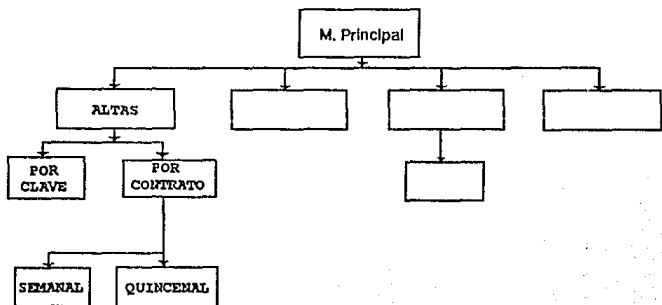 M. Principal
ALTAS
POR
CLAVE
POR
CONTRATO
SEMANAL
QUINCENAL